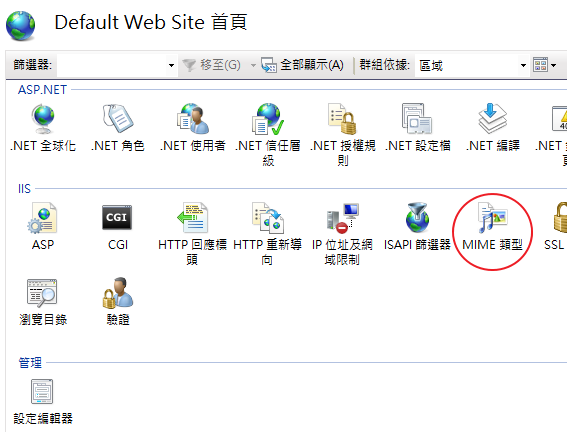 Default Web Site 首頁
篩選器: 移至(G) 全部顯示(A) 群組依據: 區域
ASP.NET
.NET 全球化 .NET 角色 .NET 使用者 .NET 信任層級 .NET 授權規則 .NET 設定檔 .NET 編譯
IIS
ASP CGI HTTP 回應標頭 HTTP 重新導向 IP 位址及網域限制 ISAPI 篩選器 MIME 類型 SSL
瀏覽目錄 驗證
管理
設定編輯器